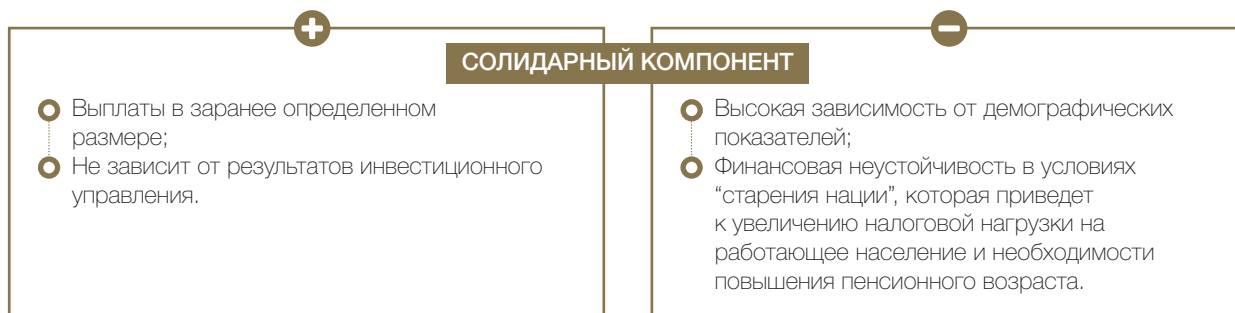 СОЛИДАРНЫЙ КОМПОНЕНТ
Выплаты в заранее определенном
размере;
Не зависит от результатов инвестиционного
управления.
Высокая зависимость от демографических
показателей;
Финансовая неустойчивость в условиях
“старения нации”, которая приведет
к увеличению налоговой нагрузки на
работающее население и необходимости
повышения пенсионного возраста.